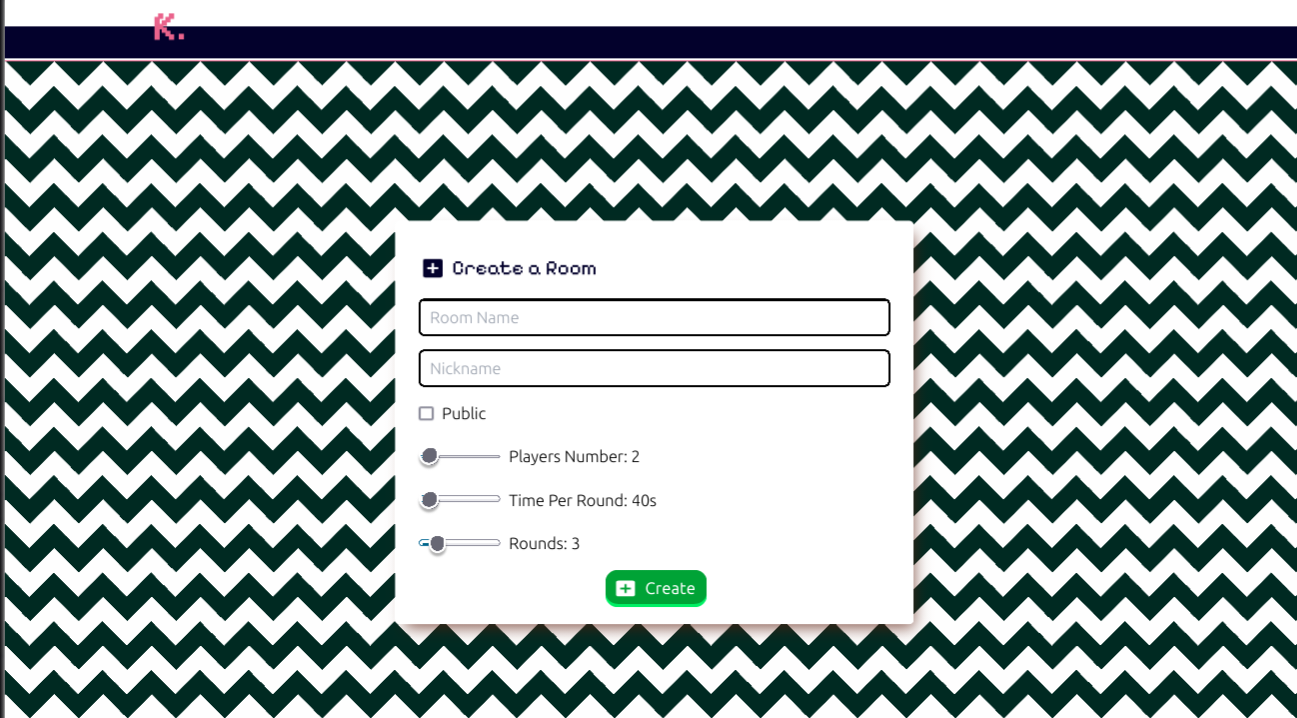 K.
Create a Room
Room Name
Nickname
Public
Players Number: 2
Time Per Round: 40s
Rounds: 3
Create